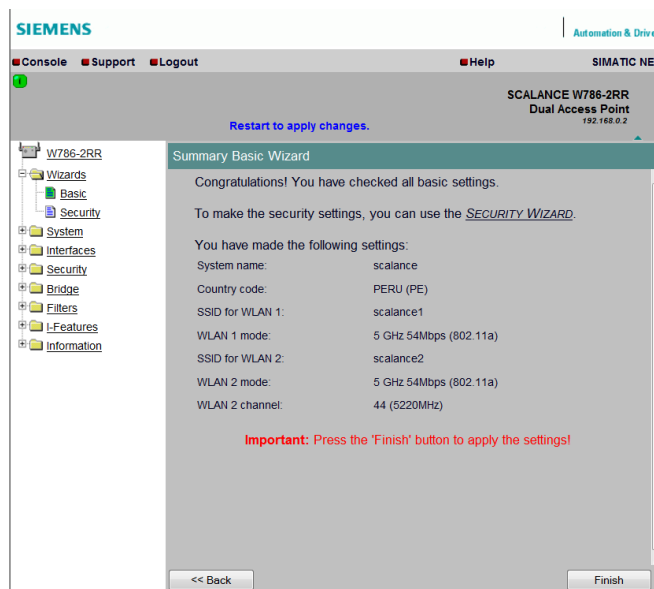 SIEMENS
Automation & Drive
Console Support Logout Help SIMATIC NE
SCALANCE W786-2RR
Dual Access Point
192.168.0.2
Restart to apply changes.
W786-2RR
Wizards
Basic
Security
System
Interfaces
Security
Bridge
Filters
I-Features
Information
Summary Basic Wizard
Congratulations! You have checked all basic settings.
To make the security settings, you can use the SECURITY WIZARD.
You have made the following settings:
System name: scalance
Country code: PERU (PE)
SSID for WLAN 1: scalance1
WLAN 1 mode: 5 GHz 54Mbps (802.11a)
SSID for WLAN 2: scalance2
WLAN 2 mode: 5 GHz 54Mbps (802.11a)
WLAN 2 channel: 44 (5220MHz)
Important: Press the 'Finish' button to apply the settings!
<< Back Finish